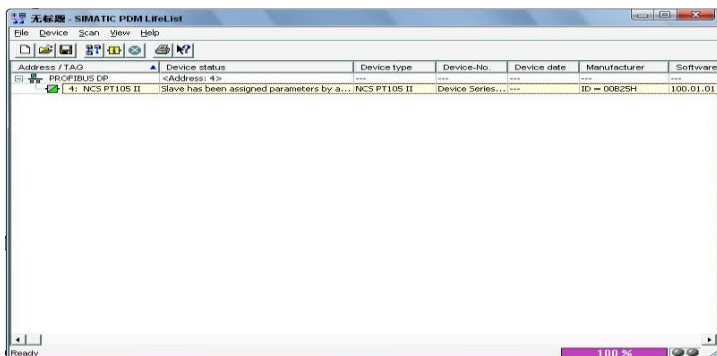 无标题 - SIMATIC PDM LifeList
File Device Scan View Help
Address / TAG Device status Device type Device-No. Device date Manufacturer Software
PROFIBUS DP <Address: 4> --- --- --- --- ---
4: NCS PT105 II Slave has been assigned parameters by a... NCS PT105 II Device Series... --- ID = 00B25H 100.01.01
Ready 100 %